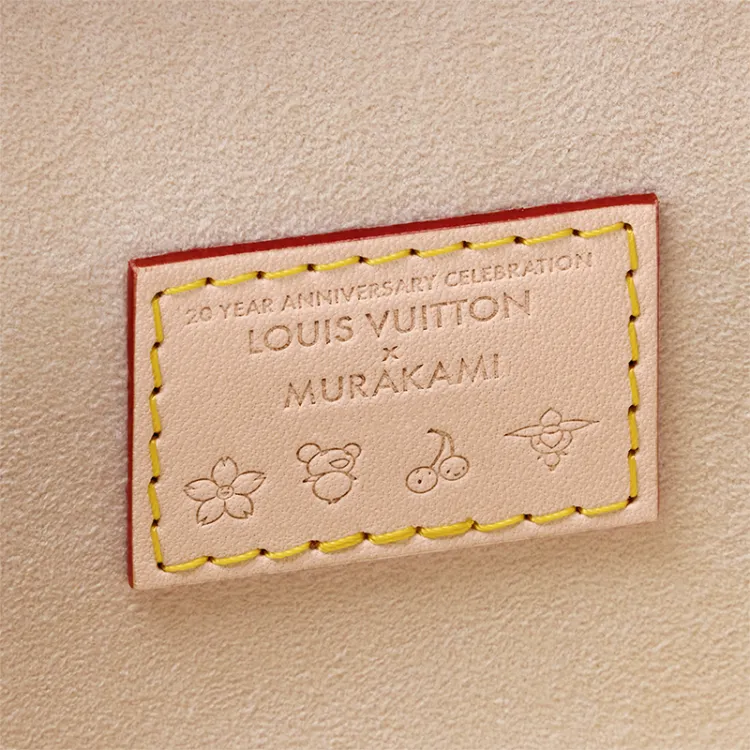 20 YEAR ANNIVERSARY CELEBRATION
LOUIS VUITTON
x
MURAKAMI